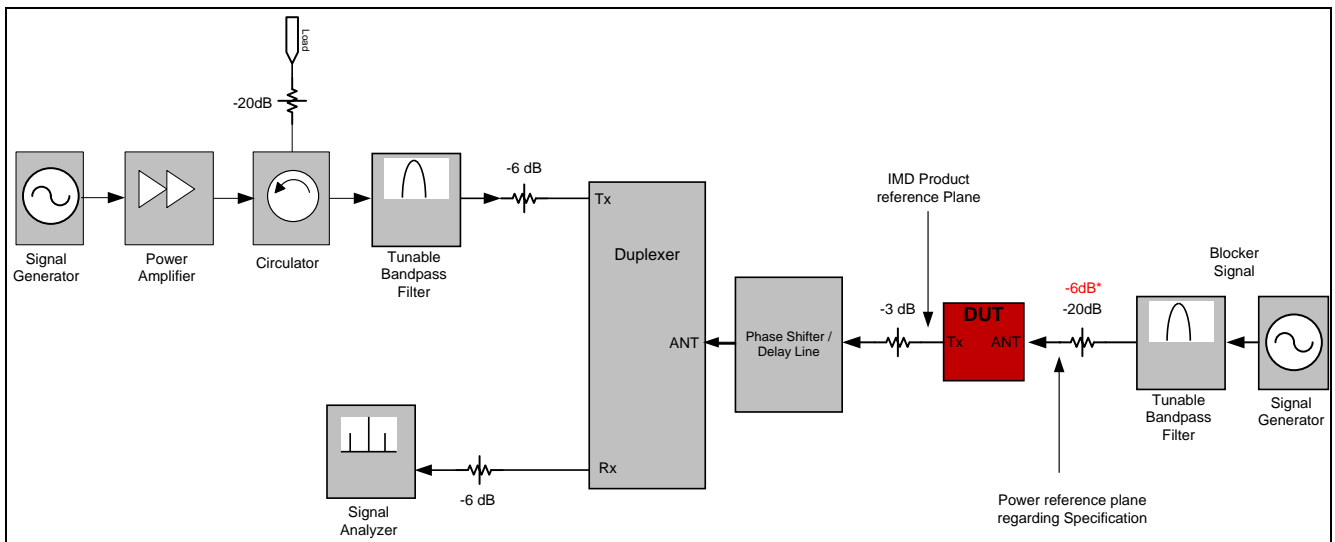 Load
-20dB
Signal
Generator
Power
Amplifier
Circulator
Tunable
Bandpass
Filter
-6 dB
Tx
Duplexer
ANT
Rx
-6 dB
Signal
Analyzer
Phase Shifter /
Delay Line
-3 dB
IMD Product
reference Plane
DUT
Tx
ANT
-6dB*
-20dB
Power reference plane
regarding Specification
Blocker
Signal
Tunable
Bandpass
Filter
Signal
Generator